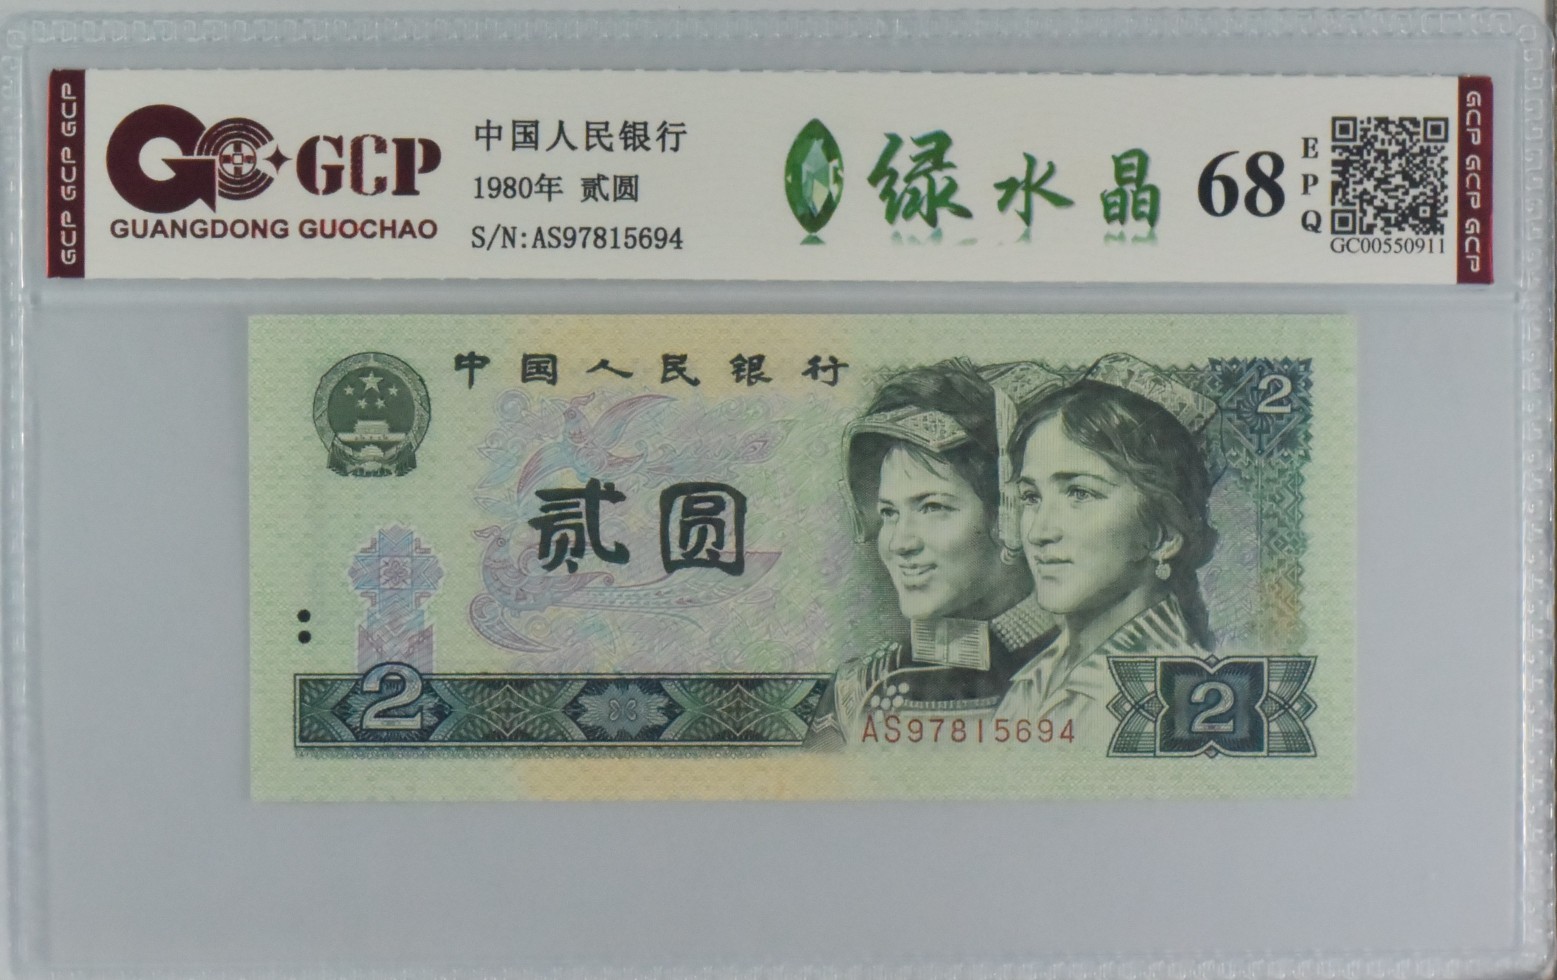 GCP GCP GCP
GCP
GUANGDONG GUOCHAO
中国人民银行
1980年 贰圆
S/N:AS97815694
绿水晶
68
EPQ
GC00550911
GCP GCP GCP
中国人民银行
2
贰圆
2
AS97815694
2